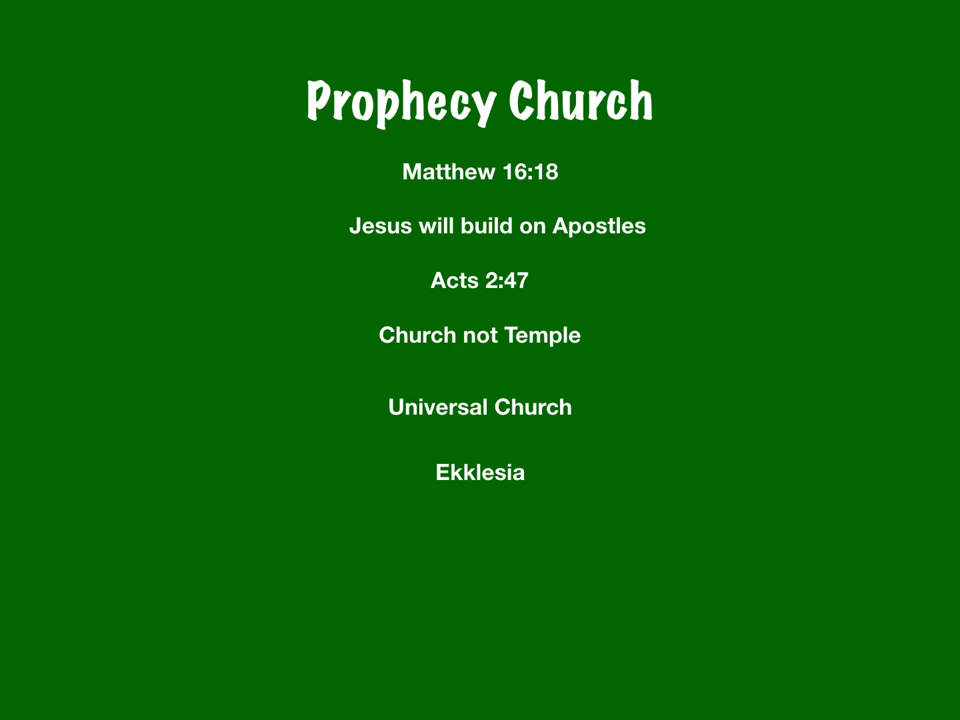 Prophecy Church
Matthew 16:18
Jesus will build on Apostles
Acts 2:47
Church not Temple
Universal Church
Ekklesia